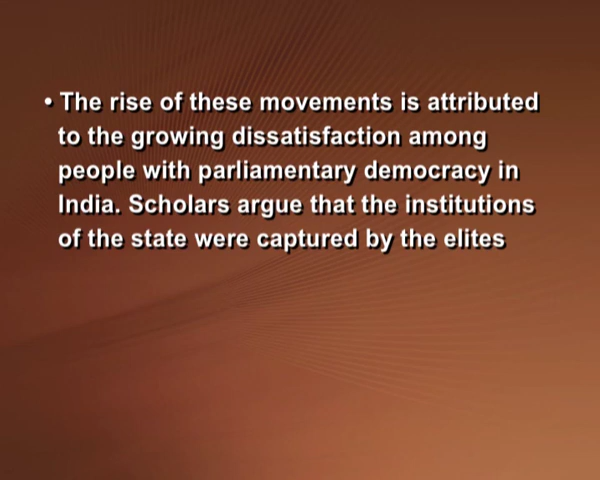 • The rise of these movements is attributed
to the growing dissatisfaction among
people with parliamentary democracy in
India. Scholars argue that the institutions
of the state were captured by the elites